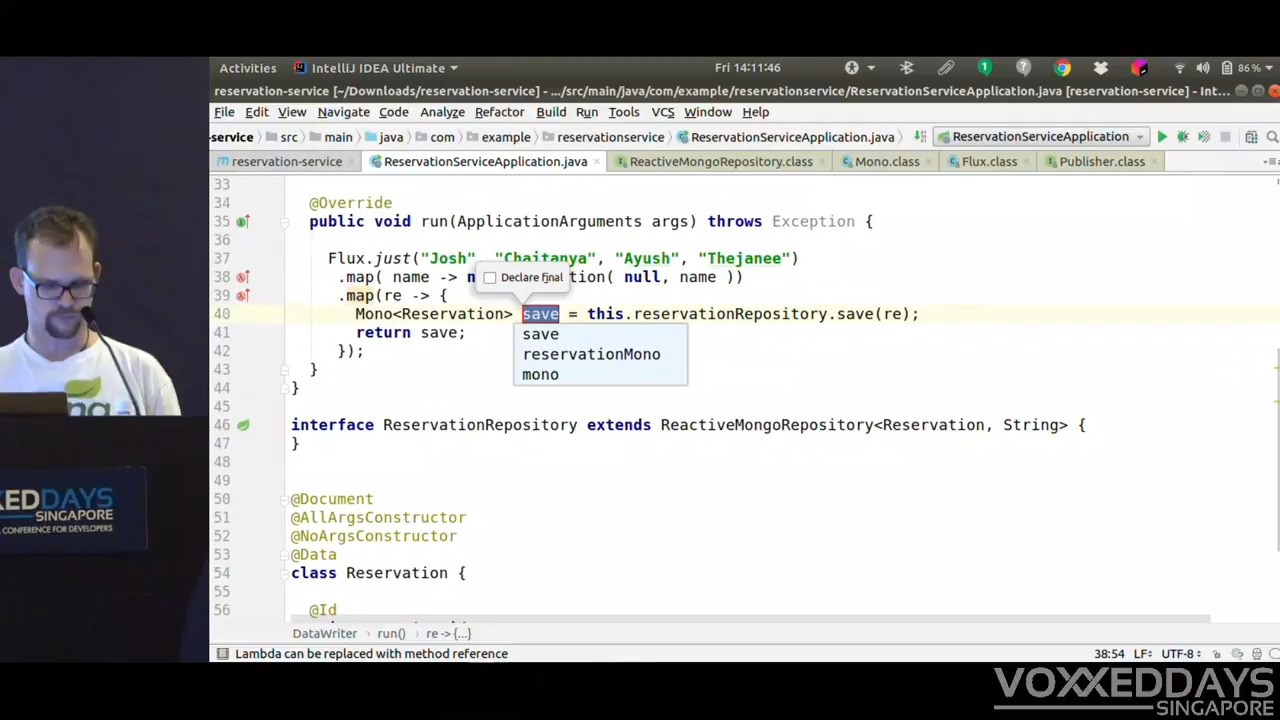 Activities IntelliJ IDEA Ultimate Fri 14:11:46 1 ? 86%
reservation-service [~/Downloads/reservation-service] - .../src/main/java/com/example/reservationservice/ReservationServiceApplication.java [reservation-service] - Int...
File Edit View Navigate Code Analyze Refactor Build Run Tools VCS Window Help
-service src main java com example reservationservice ReservationServiceApplication.java ReservationServiceApplication
m reservation-service ReservationServiceApplication.java ReactiveMongoRepository.class Mono.class Flux.class Publisher.class
33
34 @Override
35 public void run(ApplicationArguments args) throws Exception {
36
37 Flux.just("Josh", "Chaitanya", "Ayush", "Thejanee")
38 .map( name -> n tion( null, name ))
Declare final
39 .map(re -> {
40 Mono<Reservation> save = this.reservationRepository.save(re);
41 return save;
save
42 });
reservationMono
43 }
mono
44 }
45
46 interface ReservationRepository extends ReactiveMongoRepository<Reservation, String> {
47 }
48
49
50 @Document
51 @AllArgsConstructor
52 @NoArgsConstructor
53 @Data
54 class Reservation {
55
56 @Id
DataWriter run() re -> {...}
Lambda can be replaced with method reference 38:54 LF UTF-8
XEDDAYS
SINGAPORE
CONFERENCE FOR DEVELOPERS
VOXXEDDAYS
SINGAPORE